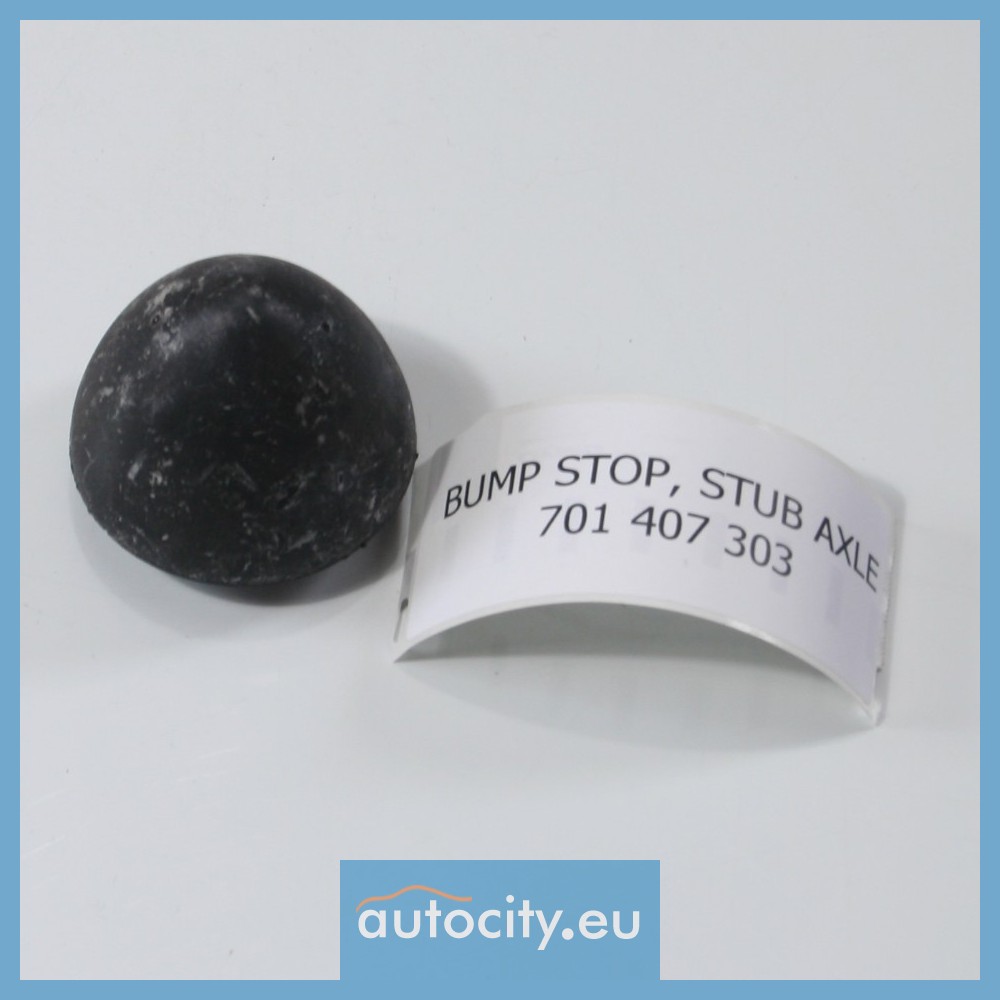 BUMP STOP, STUB AXLE
701 407 303
autocity.eu